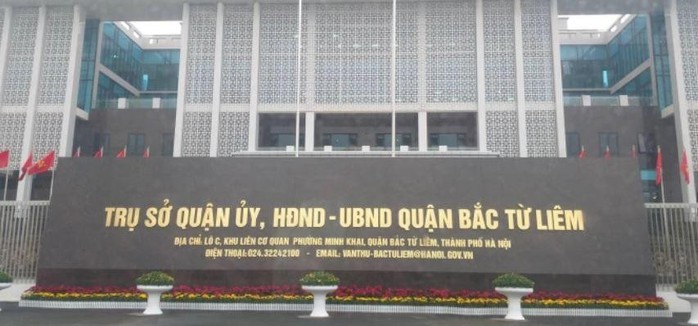 TRỤ SỞ QUẬN ỦY, HĐND - UBND QUẬN BẮC TỪ LIÊM
ĐỊA CHỈ. LÔ C, KHU LIÊN CƠ QUAN PHƯỜNG MINH KHAI, QUẬN BẮC TỪ LIÊM, THÀNH PHỐ HÀ NỘI
ĐIỆN THOẠI:024.32242100 - EMAIL: VANTHU-BACTULIEM@HANOI.GOV.VN